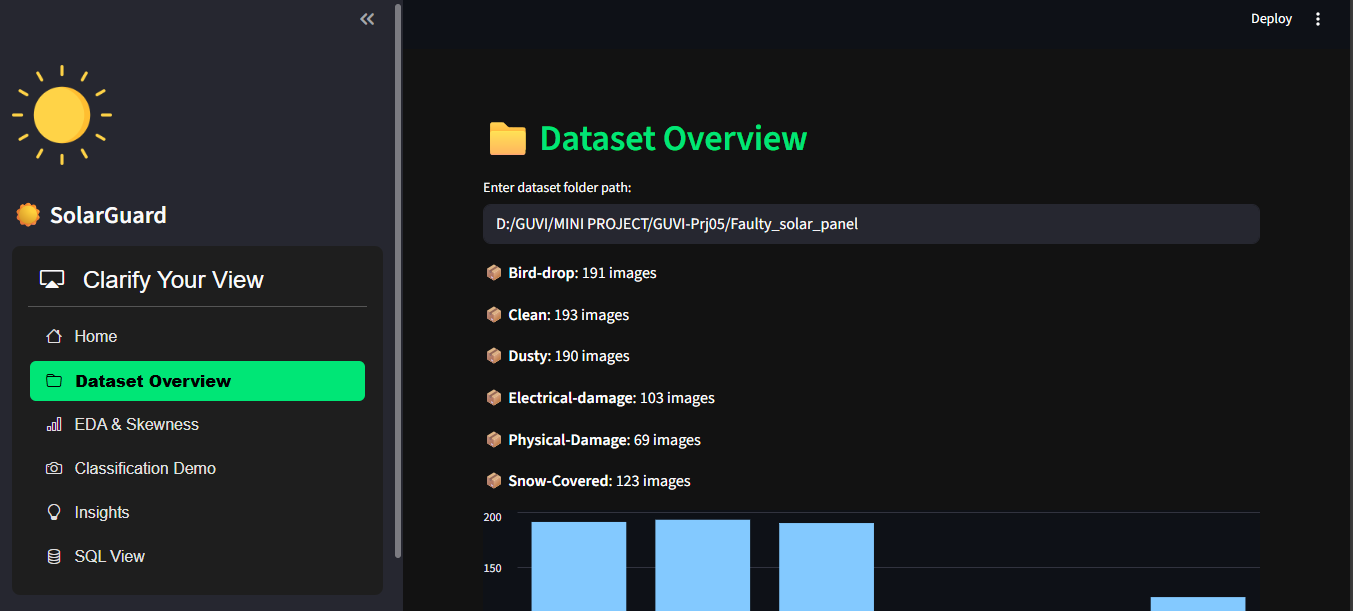 Deploy
SolarGuard
Clarify Your View
Home
Dataset Overview
EDA & Skewness
Classification Demo
Insights
SQL View
Dataset Overview
Enter dataset folder path:
D:/GUVI/MINI PROJECT/GUVI-Prj05/Faulty_solar_panel
Bird-drop: 191 images
Clean: 193 images
Dusty: 190 images
Electrical-damage: 103 images
Physical-Damage: 69 images
Snow-Covered: 123 images
200
150